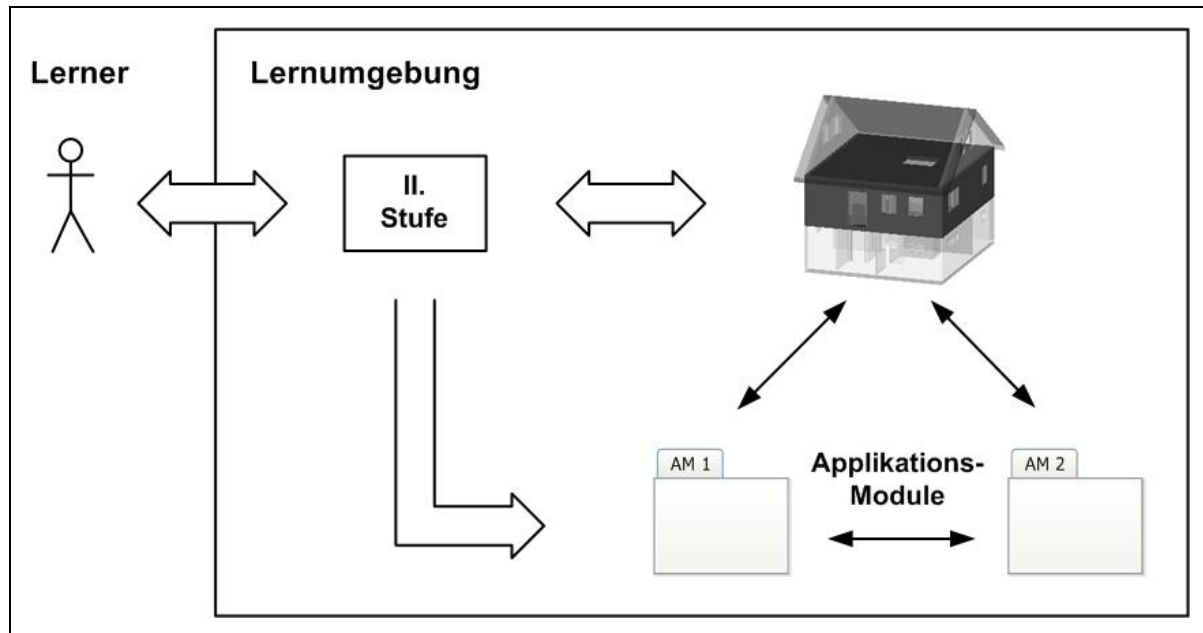 Lerner
Lernumgebung
II.
Stufe
AM 1
Applikations-
Module
AM 2